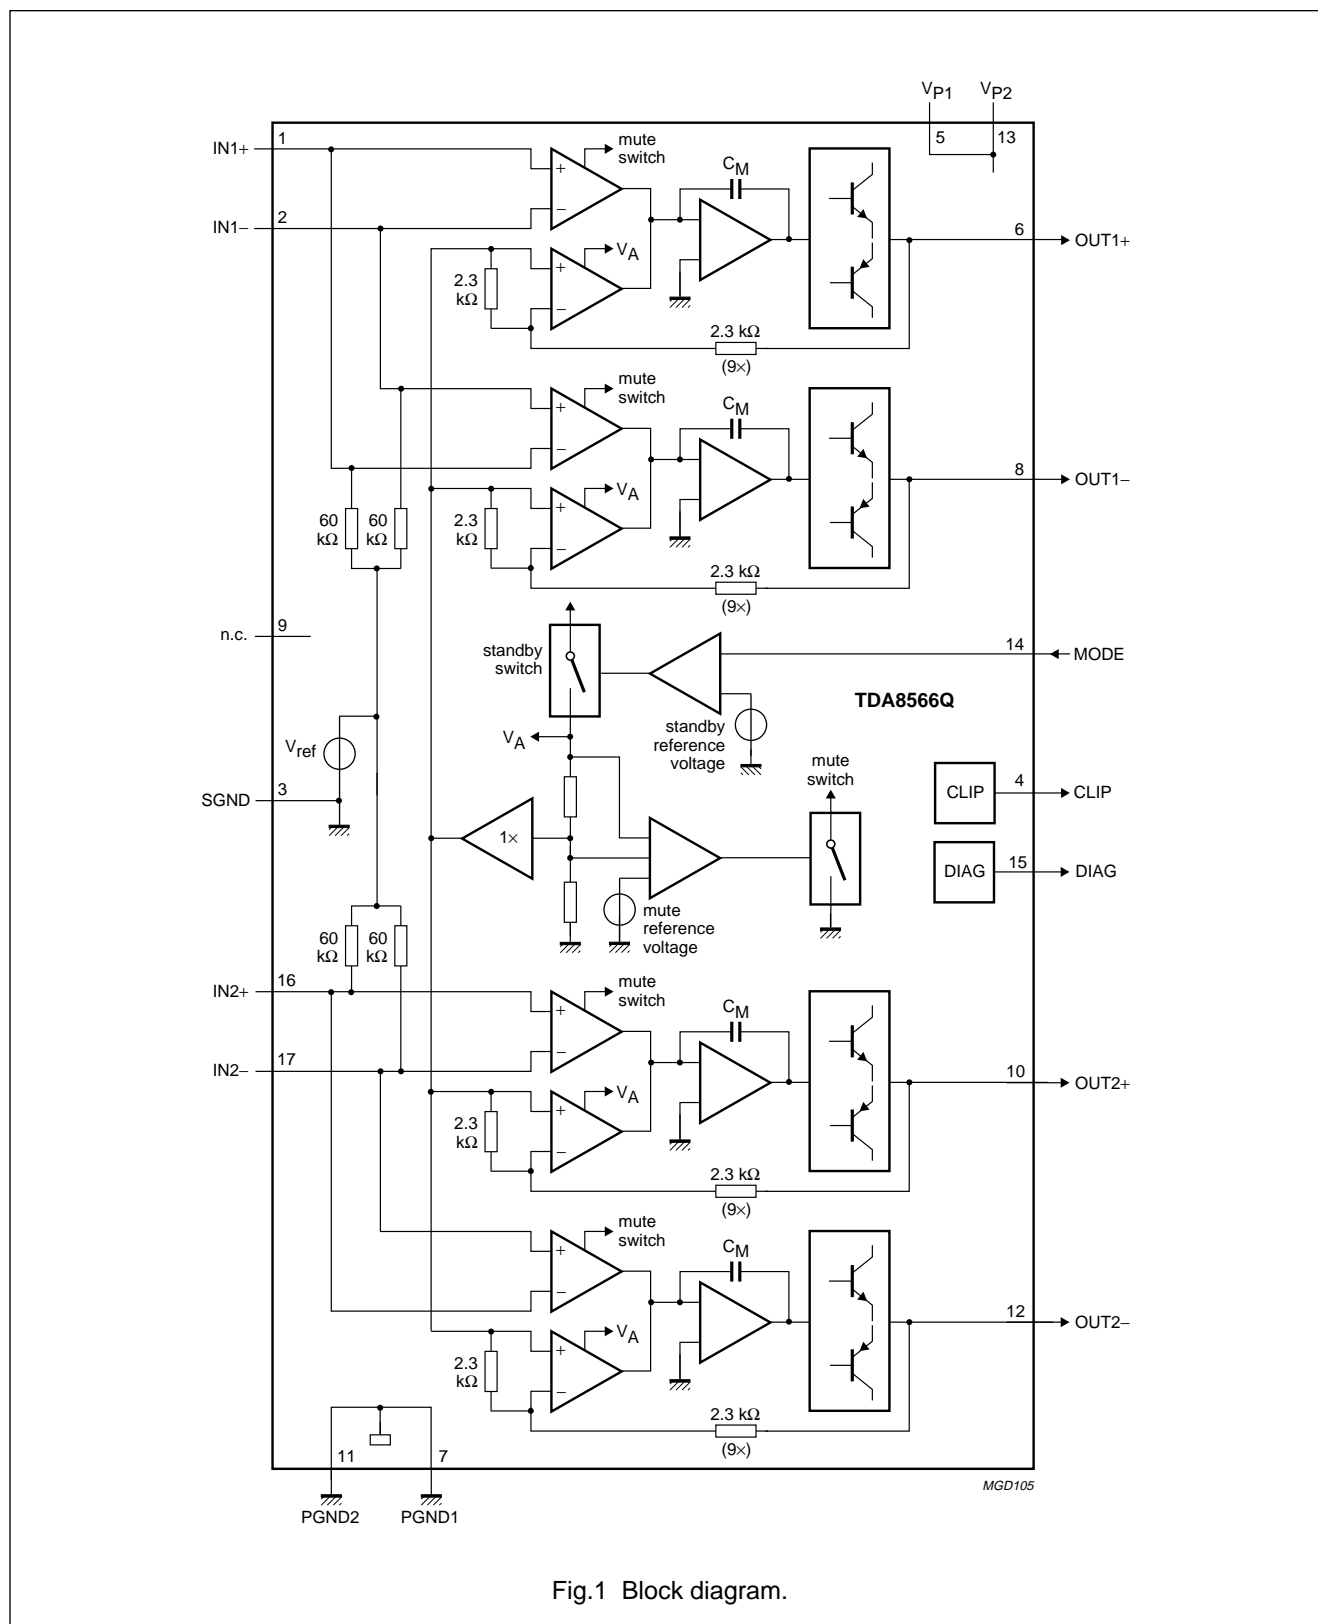 VP1
VP2
5
13
IN1+
1
mute
switch
CM
+
−
IN1−
2
6
OUT1+
VA
2.3
kΩ
+
−
2.3 kΩ
(9×)
mute
switch
CM
+
−
8
OUT1−
VA
60
kΩ
60
kΩ
2.3
kΩ
+
−
2.3 kΩ
(9×)
n.c.
9
14
MODE
standby
switch
TDA8566Q
standby
reference
voltage
VA
Vref
mute
switch
SGND
3
CLIP
4
CLIP
1×
DIAG
15
DIAG
mute
reference
voltage
60
kΩ
60
kΩ
IN2+
16
mute
switch
CM
+
−
IN2−
17
10
OUT2+
VA
2.3
kΩ
+
−
2.3 kΩ
(9×)
mute
switch
CM
+
−
12
OUT2−
VA
2.3
kΩ
+
−
2.3 kΩ
(9×)
11
7
PGND2
PGND1
MGD105
Fig.1 Block diagram.